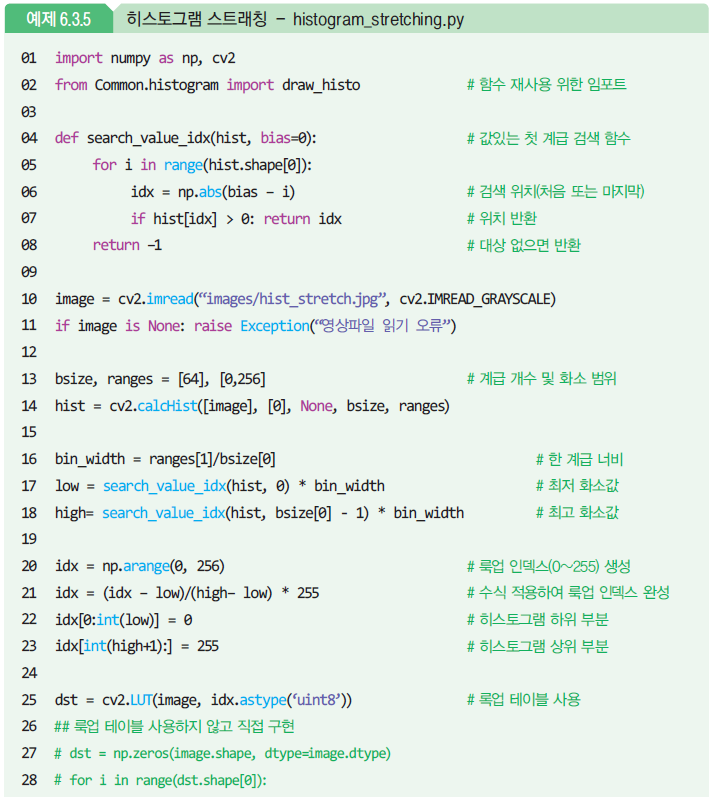 예제 6.3.5 히스토그램 스트래칭 - histogram_stretching.py
01 import numpy as np, cv2
02 from Common.histogram import draw_histo # 함수 재사용 위한 임포트
03
04 def search_value_idx(hist, bias=0): # 값있는 첫 계급 검색 함수
05 for i in range(hist.shape[0]):
06 idx = np.abs(bias - i) # 검색 위치(처음 또는 마지막)
07 if hist[idx] > 0: return idx # 위치 반환
08 return -1 # 대상 없으면 반환
09
10 image = cv2.imread(“images/hist_stretch.jpg”, cv2.IMREAD_GRAYSCALE)
11 if image is None: raise Exception(“영상파일 읽기 오류”)
12
13 bsize, ranges = [64], [0,256] # 계급 개수 및 화소 범위
14 hist = cv2.calcHist([image], [0], None, bsize, ranges)
15
16 bin_width = ranges[1]/bsize[0] # 한 계급 너비
17 low = search_value_idx(hist, 0) * bin_width # 최저 화소값
18 high= search_value_idx(hist, bsize[0] - 1) * bin_width # 최고 화소값
19
20 idx = np.arange(0, 256) # 룩업 인덱스(0~255) 생성
21 idx = (idx - low)/(high- low) * 255 # 수식 적용하여 룩업 인덱스 완성
22 idx[0:int(low)] = 0 # 히스토그램 하위 부분
23 idx[int(high+1):] = 255 # 히스토그램 상위 부분
24
25 dst = cv2.LUT(image, idx.astype(‘uint8’)) # 룩업 테이블 사용
26 ## 룩업 테이블 사용하지 않고 직접 구현
27 # dst = np.zeros(image.shape, dtype=image.dtype)
28 # for i in range(dst.shape[0]):